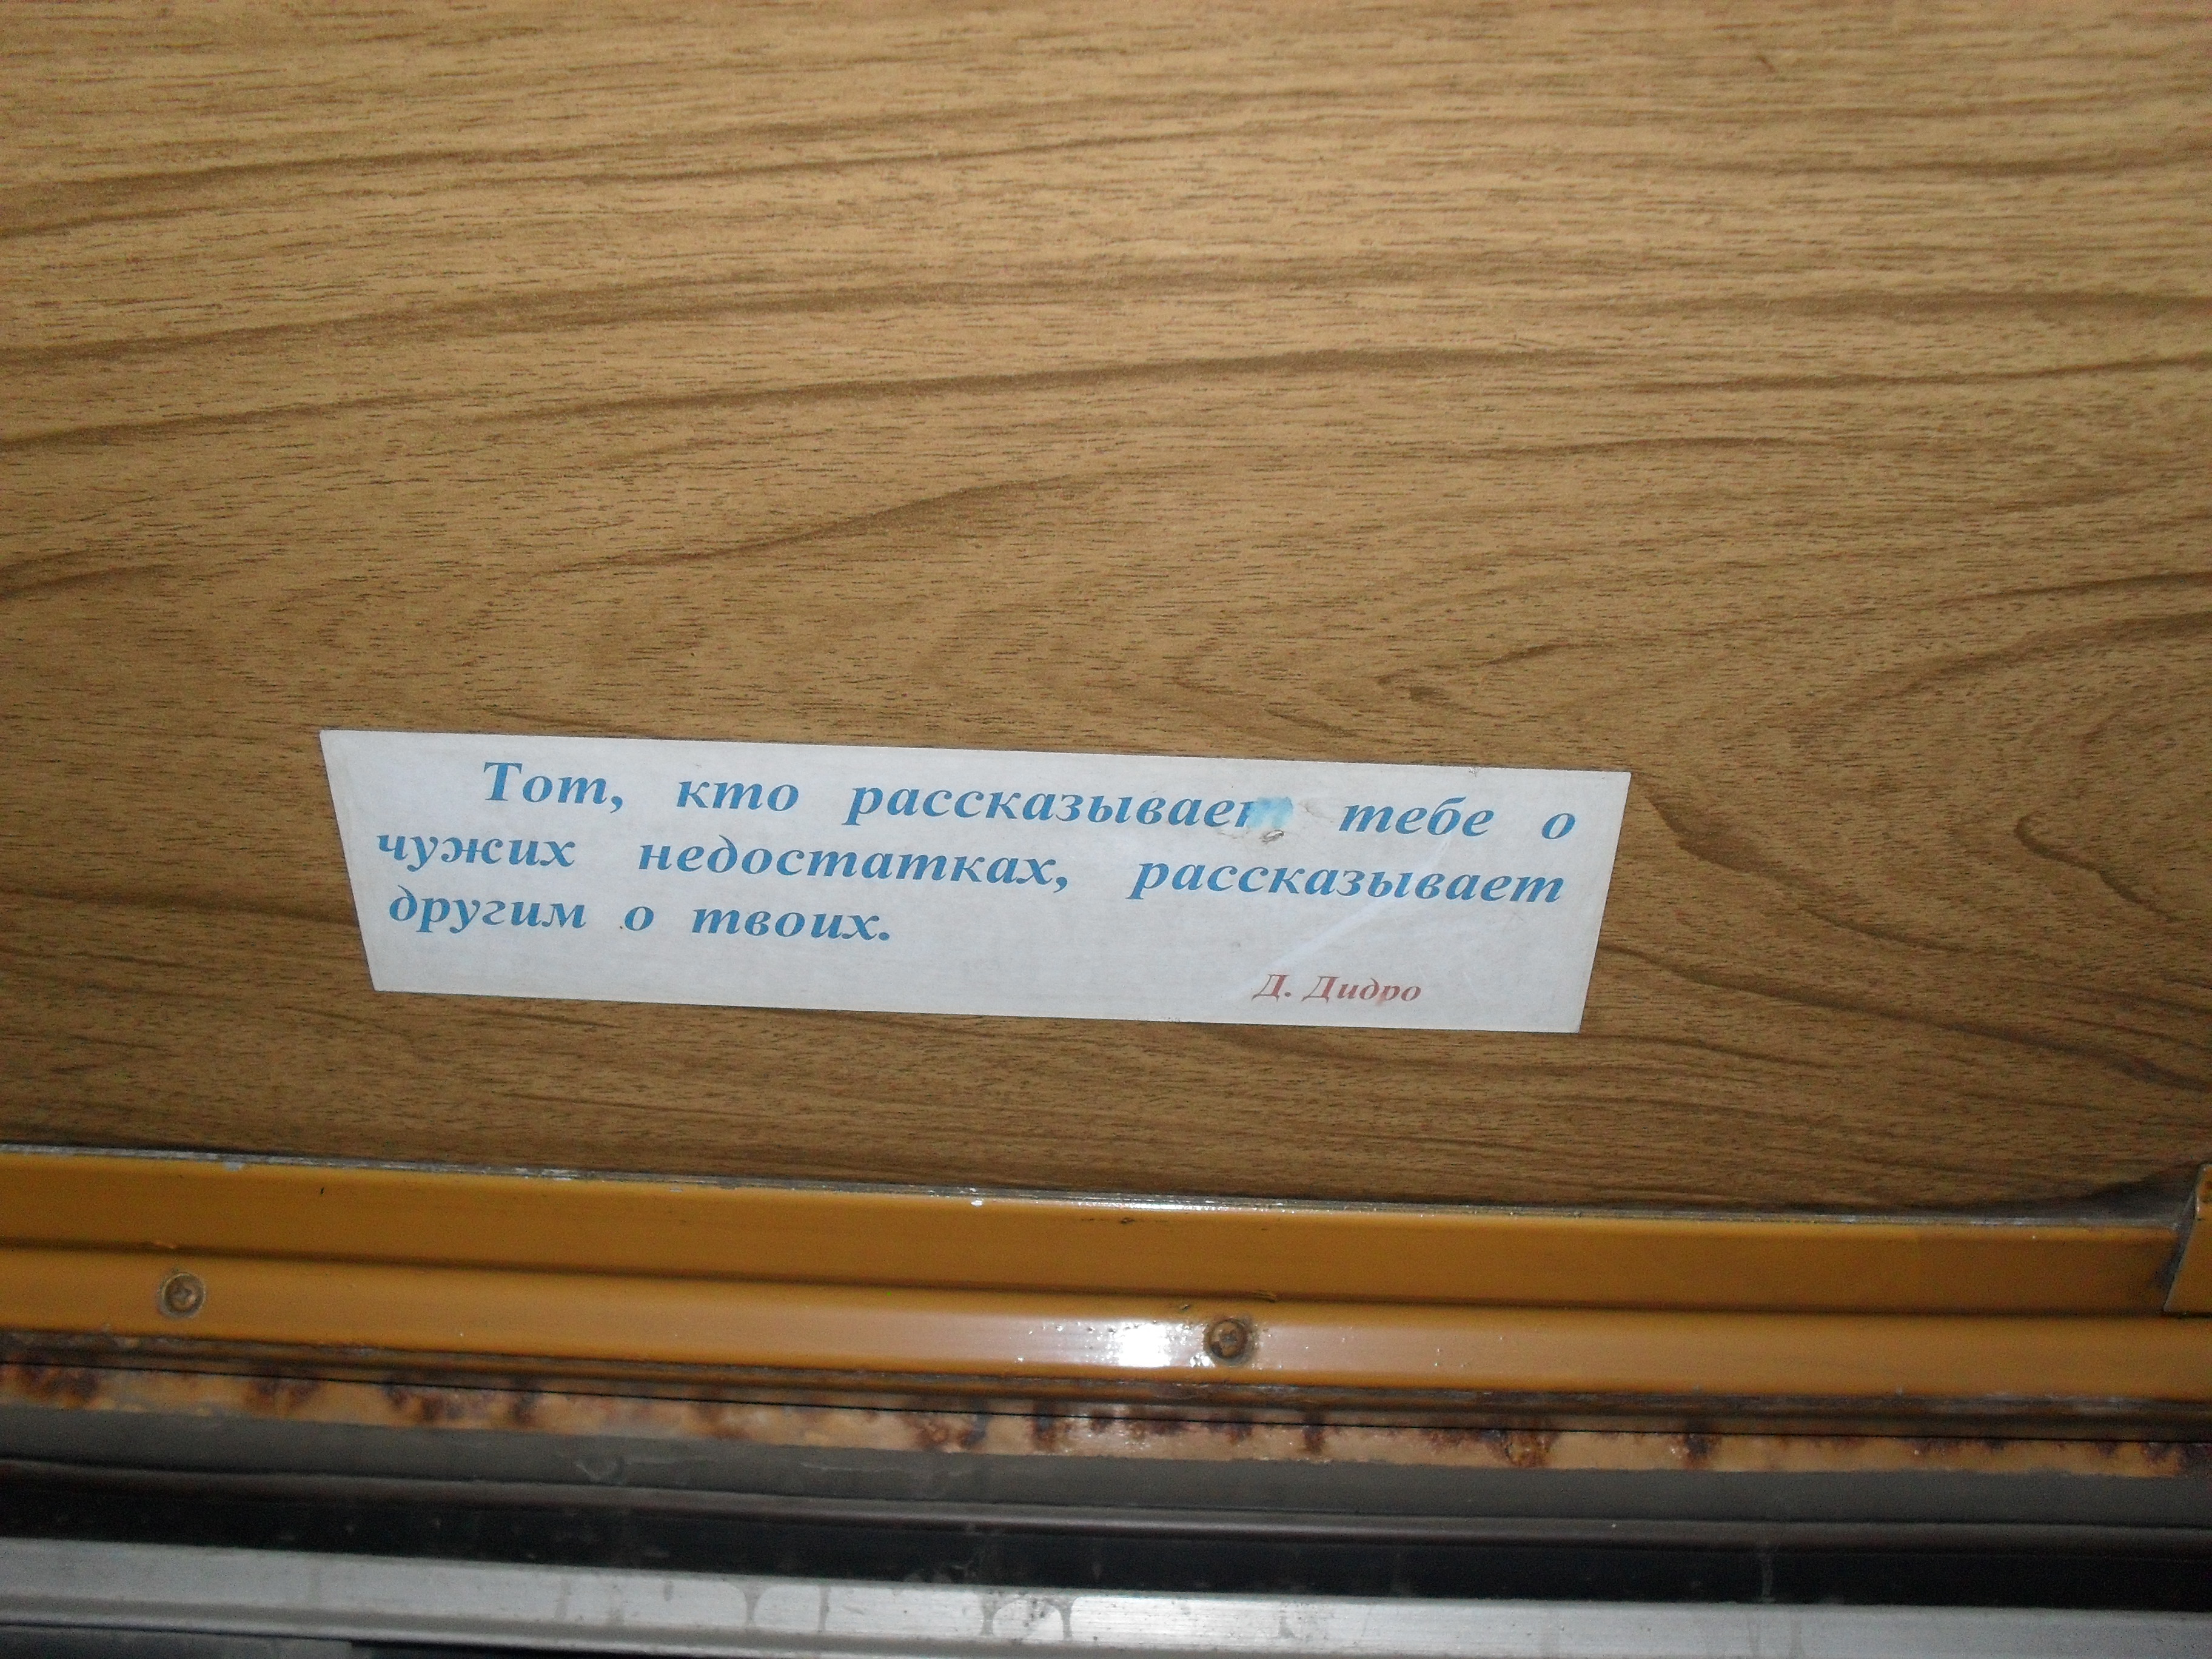 Тот, кто рассказывает тебе о
чужих недостатках, рассказывает
другим о твоих.
Д. Дидро